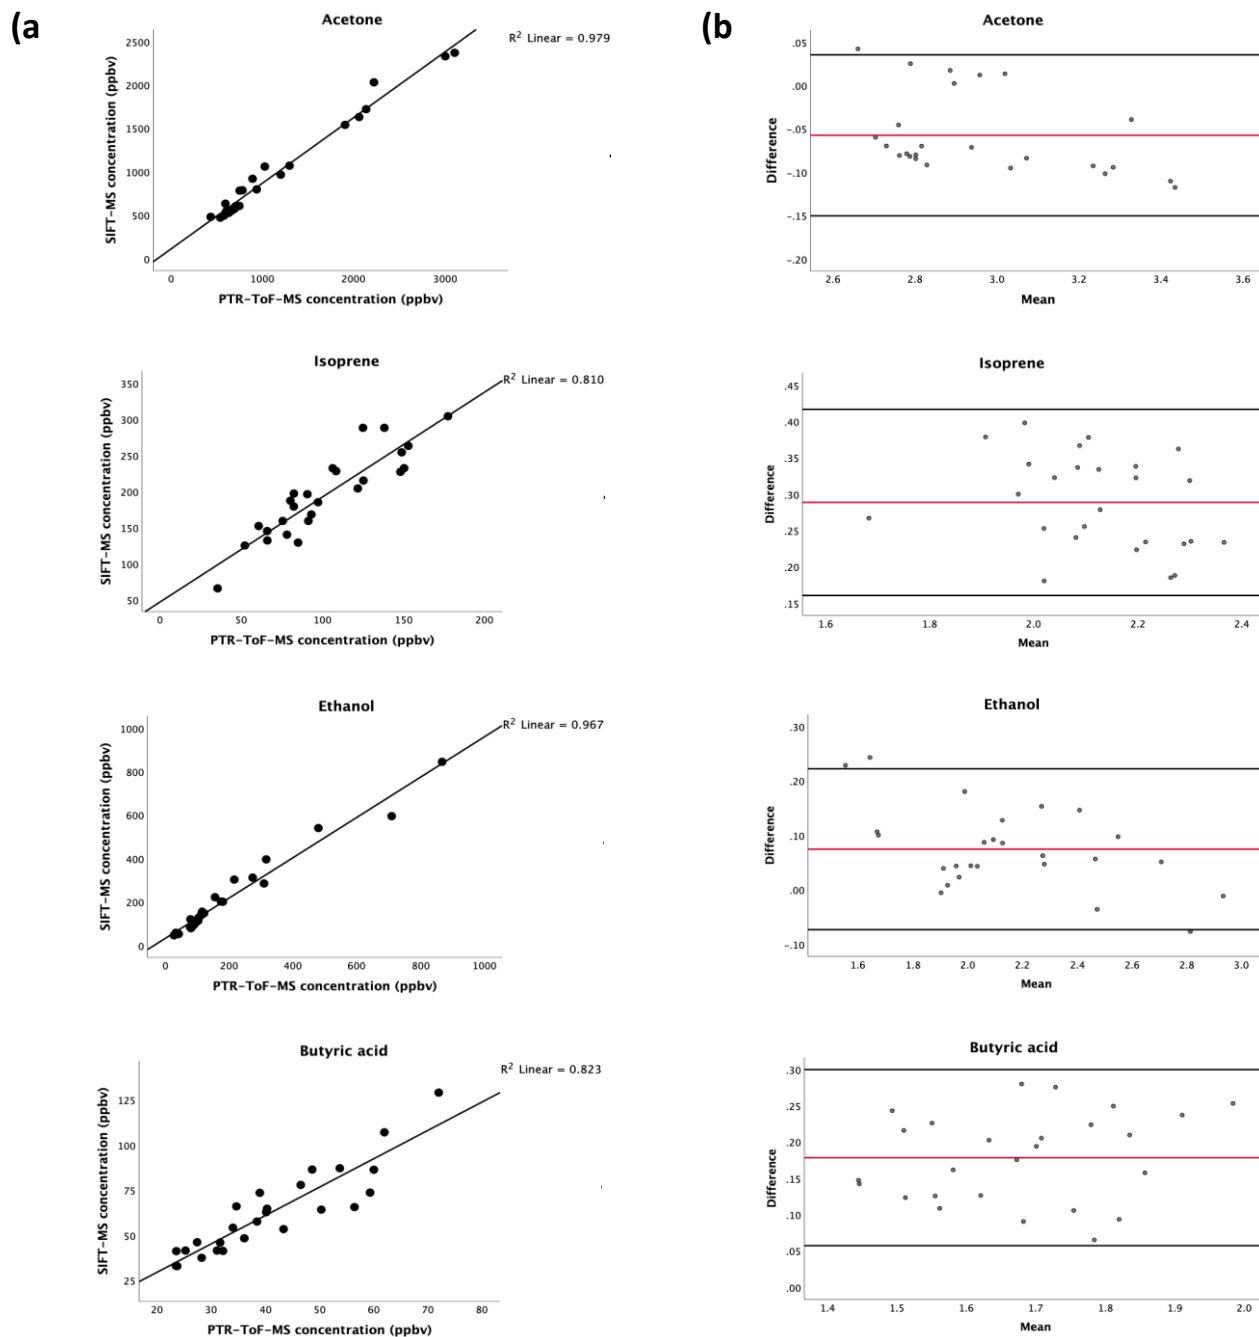 (a
(b)
Acetone
R² Linear = 0.979
2500
2000
1500
1000
500
0
SIFT-MS concentration (ppbv)
0 1000 2000 3000
PTR-ToF-MS concentration (ppbv)
Acetone
.05
.00
-.05
-.10
-.15
-.20
Difference
2.6 2.8 3.0 3.2 3.4 3.6
Mean
Isoprene
R² Linear = 0.810
350
300
250
200
150
100
50
SIFT-MS concentration (ppbv)
0 50 100 150 200
PTR-ToF-MS concentration (ppbv)
Isoprene
.45
.40
.35
.30
.25
.20
.15
Difference
1.6 1.8 2.0 2.2 2.4
Mean
Ethanol
R² Linear = 0.967
1000
800
600
400
200
0
SIFT-MS concentration (ppbv)
0 200 400 600 800 1000
PTR-ToF-MS concentration (ppbv)
Ethanol
.30
.20
.10
.00
-.10
Difference
1.6 1.8 2.0 2.2 2.4 2.6 2.8 3.0
Mean
Butyric acid
R² Linear = 0.823
125
100
75
50
25
SIFT-MS concentration (ppbv)
20 30 40 50 60 70 80
PTR-ToF-MS concentration (ppbv)
Butyric acid
.30
.25
.20
.15
.10
.05
.00
Difference
1.4 1.5 1.6 1.7 1.8 1.9 2.0
Mean